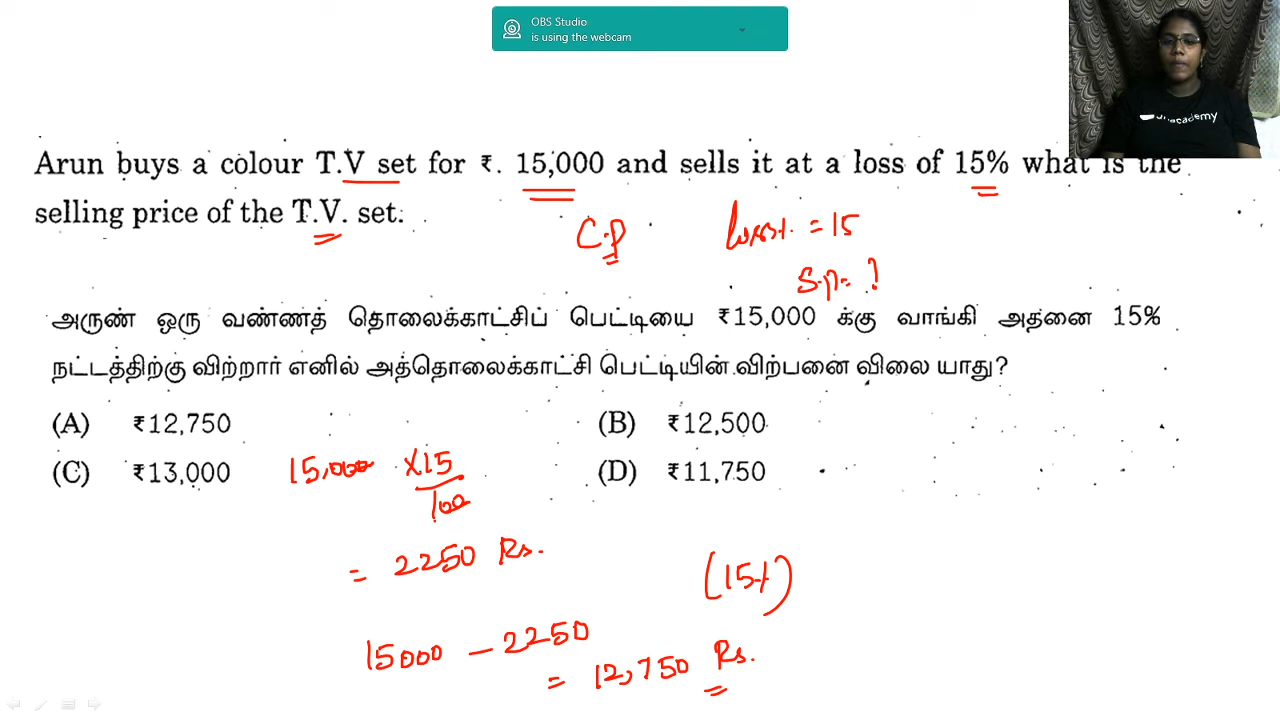 OBS Studio
is using the webcam
Arun buys a colour T.V set for ₹. 15,000 and sells it at a loss of 15% what is the
selling price of the T.V. set.
C.P loss%. = 15
S.p = ?
அருண் ஒரு வண்ணத் தொலைக்காட்சிப் பெட்டியை ₹15,000 க்கு வாங்கி அதனை 15%
நட்டத்திற்கு விற்றார் எனில் அத்தொலைக்காட்சி பெட்டியின் விற்பனை விலை யாது?
(A) ₹12,750 (B) ₹12,500
(C) ₹13,000 (D) ₹11,750
15,000 × 15
100
= 2250 Rs.
(15%)
15000 – 2250
= 12,750 Rs.